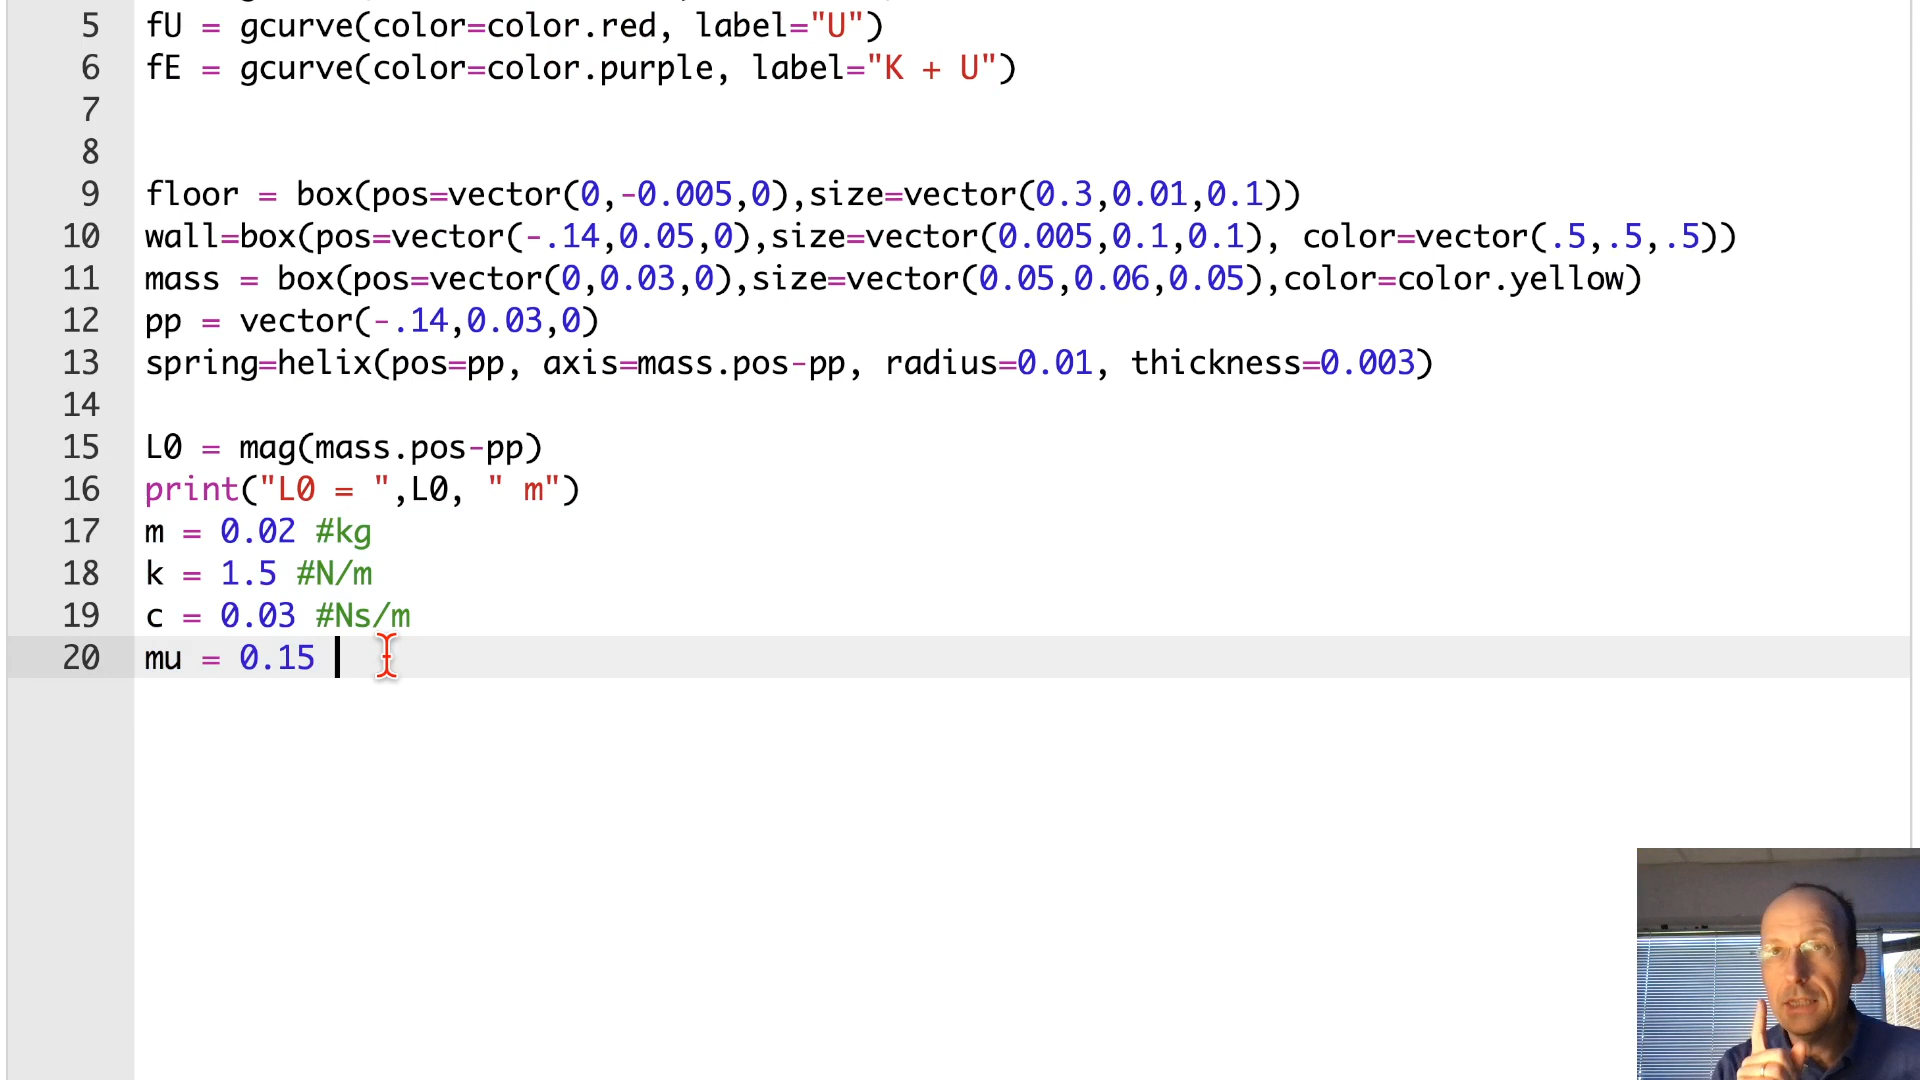 5 fU = gcurve(color=color.red, label="U")
6 fE = gcurve(color=color.purple, label="K + U")
7
8
9 floor = box(pos=vector(0,-0.005,0),size=vector(0.3,0.01,0.1))
10 wall=box(pos=vector(-.14,0.05,0),size=vector(0.005,0.1,0.1), color=vector(.5,.5,.5))
11 mass = box(pos=vector(0,0.03,0),size=vector(0.05,0.06,0.05),color=color.yellow)
12 pp = vector(-.14,0.03,0)
13 spring=helix(pos=pp, axis=mass.pos-pp, radius=0.01, thickness=0.003)
14
15 L0 = mag(mass.pos-pp)
16 print("L0 = ",L0, " m")
17 m = 0.02 #kg
18 k = 1.5 #N/m
19 c = 0.03 #Ns/m
20 mu = 0.15